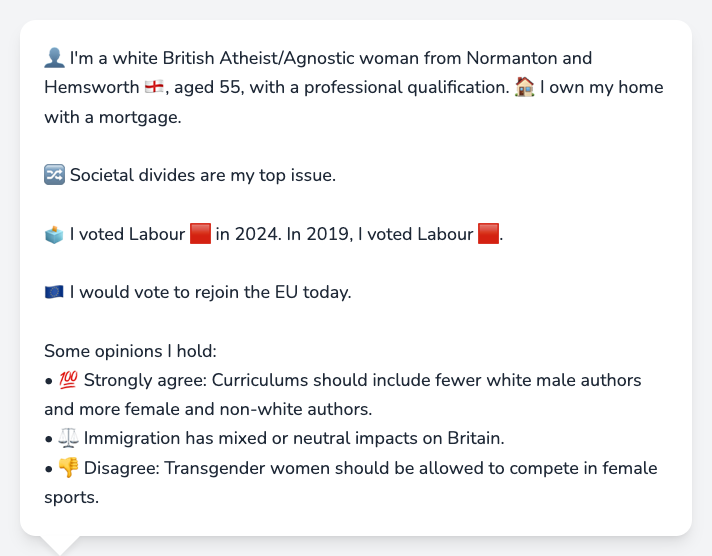 👤 I'm a white British Atheist/Agnostic woman from Normanton and
Hemsworth 🏴󠁧󠁢󠁥󠁮󠁧󠁿, aged 55, with a professional qualification. 🏠 I own my home
with a mortgage.
🔀 Societal divides are my top issue.
🗳️ I voted Labour 🟥 in 2024. In 2019, I voted Labour 🟥.
🇪🇺 I would vote to rejoin the EU today.
Some opinions I hold:
• 💯 Strongly agree: Curriculums should include fewer white male authors
and more female and non-white authors.
• ⚖️ Immigration has mixed or neutral impacts on Britain.
• 👎 Disagree: Transgender women should be allowed to compete in female
sports.